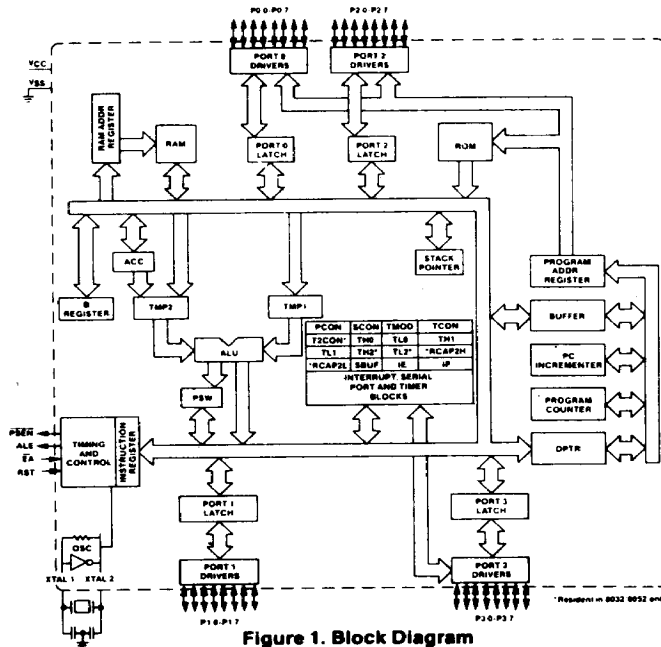 P0 0-P0 7
P2 0-P2 7
VCC
VSS
PORT 0 DRIVERS
PORT 2 DRIVERS
RAM ADDR REGISTER
RAM
PORT 0 LATCH
PORT 2 LATCH
ROM
B REGISTER
ACC
TMP2
TMP1
ALU
PSW
STACK POINTER
PROGRAM ADDR REGISTER
BUFFER
PC INCREMENTER
PROGRAM COUNTER
DPTR
PCON SCON TMOD TCON
T2CON* TH0 TL0 TH1
TL1 TH2* TL2* *RCAP2H
*RCAP2L SBUF IE IP
INTERRUPT, SERIAL
PORT AND TIMER
BLOCKS
PSEN
ALE
EA
RST
TIMING AND CONTROL
INSTRUCTION REGISTER
OSC
XTAL 1
XTAL 2
PORT 1 LATCH
PORT 3 LATCH
PORT 1 DRIVERS
PORT 3 DRIVERS
P1 0-P1 7
P3 0-P3 7
*Resident in 8032 8052 on
Figure 1. Block Diagram